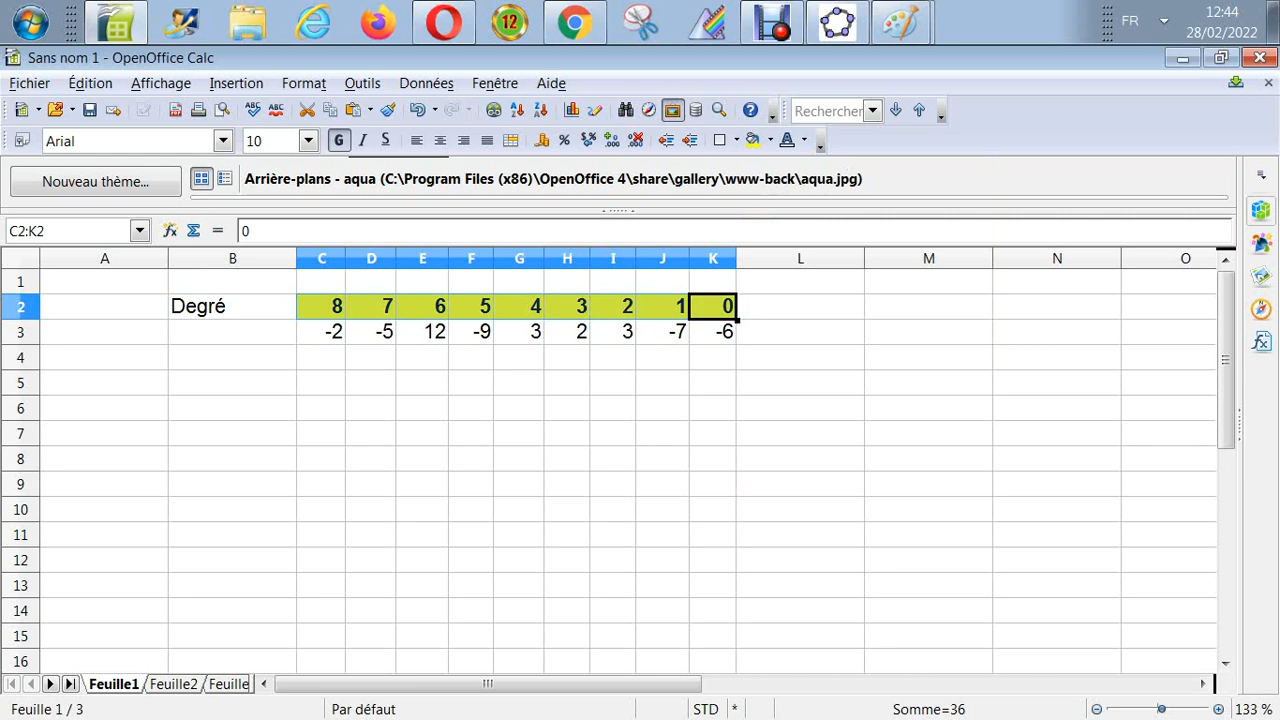 12
FR
12:44
28/02/2022
Sans nom 1 - OpenOffice Calc
Fichier Édition Affichage Insertion Format Outils Données Fenêtre Aide
Rechercher
Arial 10 G I S A
Nouveau thème... Arrière-plans - aqua (C:\Program Files (x86)\OpenOffice 4\share\gallery\www-back\aqua.jpg)
C2:K2 0
A B C D E F G H I J K L M N O
1
2 Degré 8 7 6 5 4 3 2 1 0
3 -2 -5 12 -9 3 2 3 -7 -6
4
5
6
7
8
9
10
11
12
13
14
15
16
Feuille1 Feuille2 Feuille
Feuille 1 / 3 Par défaut STD * Somme=36 133 %